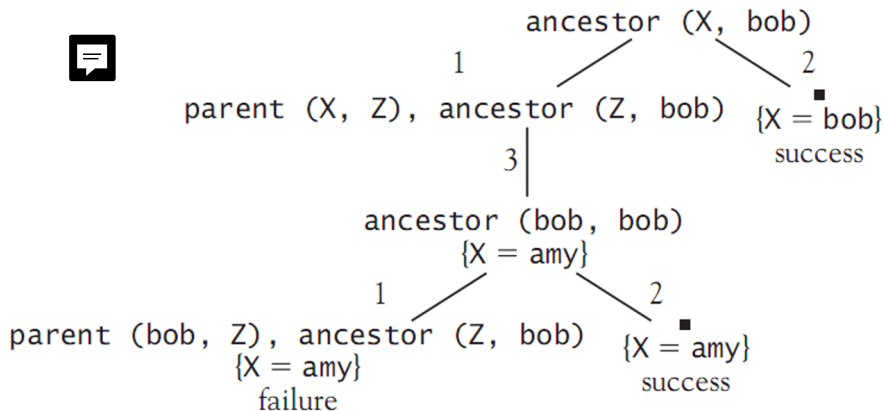 ancestor (X, bob)
1
2
parent (X, Z), ancestor (Z, bob)
{X = bob}
success
3
ancestor (bob, bob)
{X = amy}
1
2
parent (bob, Z), ancestor (Z, bob)
{X = amy}
failure
{X = amy}
success